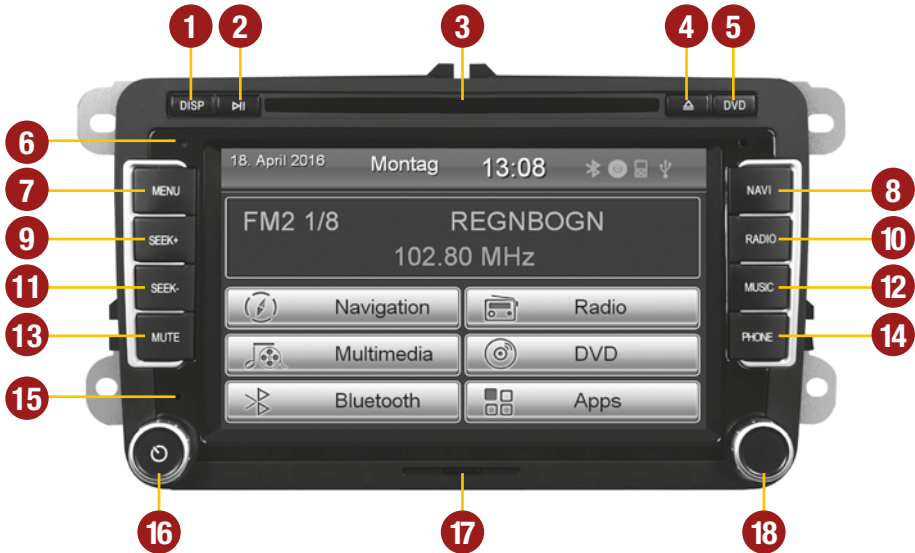 1 2 3 4 5
DISP DVD
6
18. April 2016 Montag 13:08
7 MENU NAVI 8
FM2 1/8 REGNBOGN
9 SEEK+ RADIO 10
102.80 MHz
11 SEEK- MUSIC 12
Navigation Radio
13 MUTE PHONE 14
Multimedia DVD
15 Bluetooth Apps
16 17 18